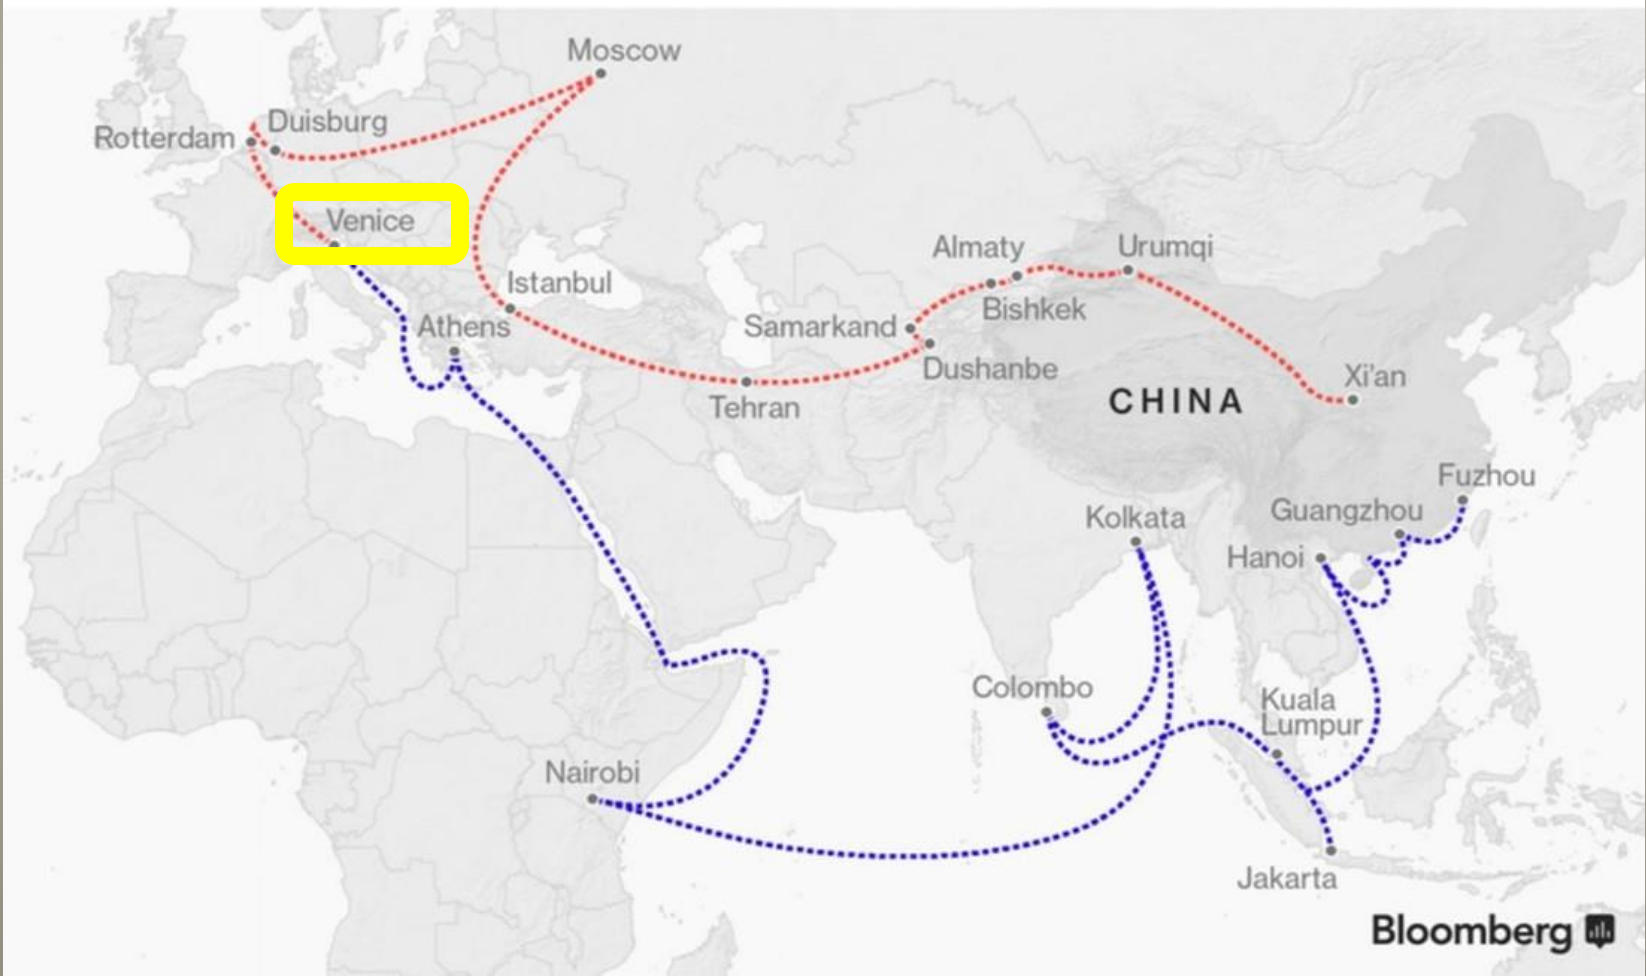 Moscow
Duisburg
Rotterdam
Venice
Almaty
Urumqi
Istanbul
Bishkek
Athens
Samarkand
Dushanbe
Xi'an
Tehran
CHINA
Fuzhou
Kolkata
Guangzhou
Hanoi
Colombo
Kuala
Lumpur
Nairobi
Jakarta
Bloomberg